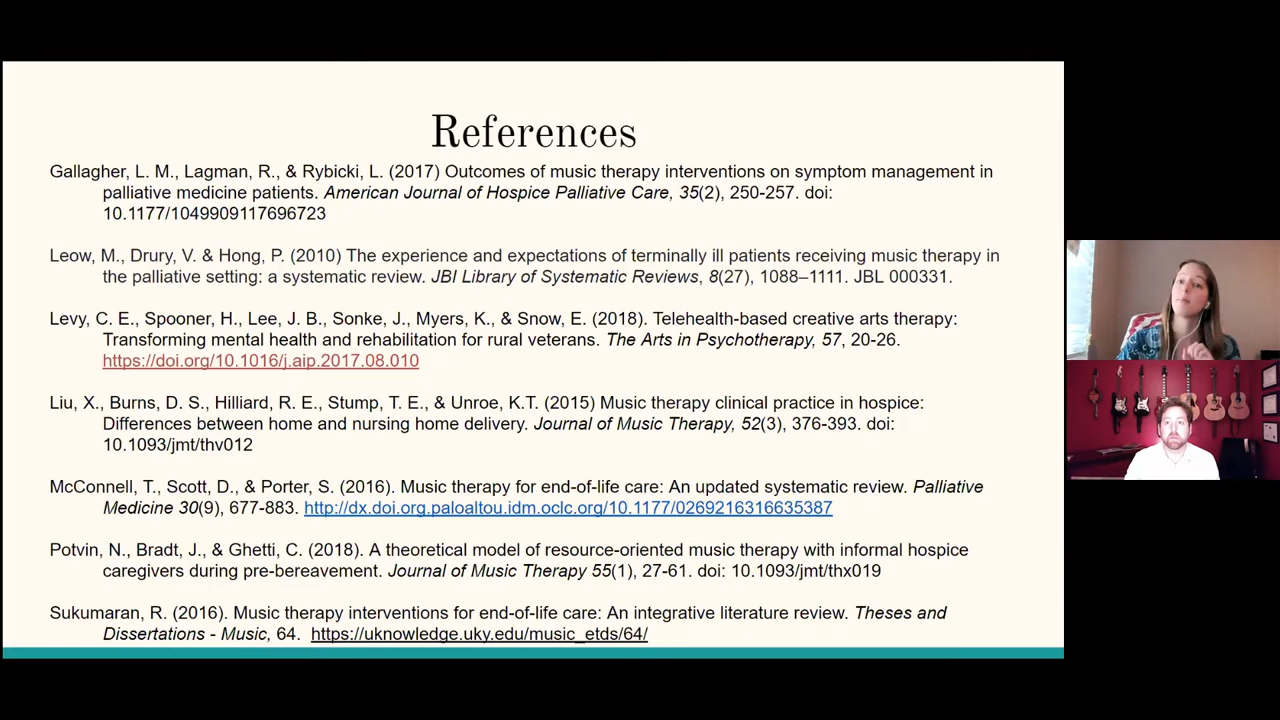 References
Gallagher, L. M., Lagman, R., & Rybicki, L. (2017) Outcomes of music therapy interventions on symptom management in
palliative medicine patients. American Journal of Hospice Palliative Care, 35(2), 250-257. doi:
10.1177/1049909117696723
Leow, M., Drury, V. & Hong, P. (2010) The experience and expectations of terminally ill patients receiving music therapy in
the palliative setting: a systematic review. JBI Library of Systematic Reviews, 8(27), 1088–1111. JBL 000331.
Levy, C. E., Spooner, H., Lee, J. B., Sonke, J., Myers, K., & Snow, E. (2018). Telehealth-based creative arts therapy:
Transforming mental health and rehabilitation for rural veterans. The Arts in Psychotherapy, 57, 20-26.
https://doi.org/10.1016/j.aip.2017.08.010
Liu, X., Burns, D. S., Hilliard, R. E., Stump, T. E., & Unroe, K.T. (2015) Music therapy clinical practice in hospice:
Differences between home and nursing home delivery. Journal of Music Therapy, 52(3), 376-393. doi:
10.1093/jmt/thv012
McConnell, T., Scott, D., & Porter, S. (2016). Music therapy for end-of-life care: An updated systematic review. Palliative
Medicine 30(9), 677-883. http://dx.doi.org.paloaltou.idm.oclc.org/10.1177/0269216316635387
Potvin, N., Bradt, J., & Ghetti, C. (2018). A theoretical model of resource-oriented music therapy with informal hospice
caregivers during pre-bereavement. Journal of Music Therapy 55(1), 27-61. doi: 10.1093/jmt/thx019
Sukumaran, R. (2016). Music therapy interventions for end-of-life care: An integrative literature review. Theses and
Dissertations - Music, 64. https://uknowledge.uky.edu/music_etds/64/